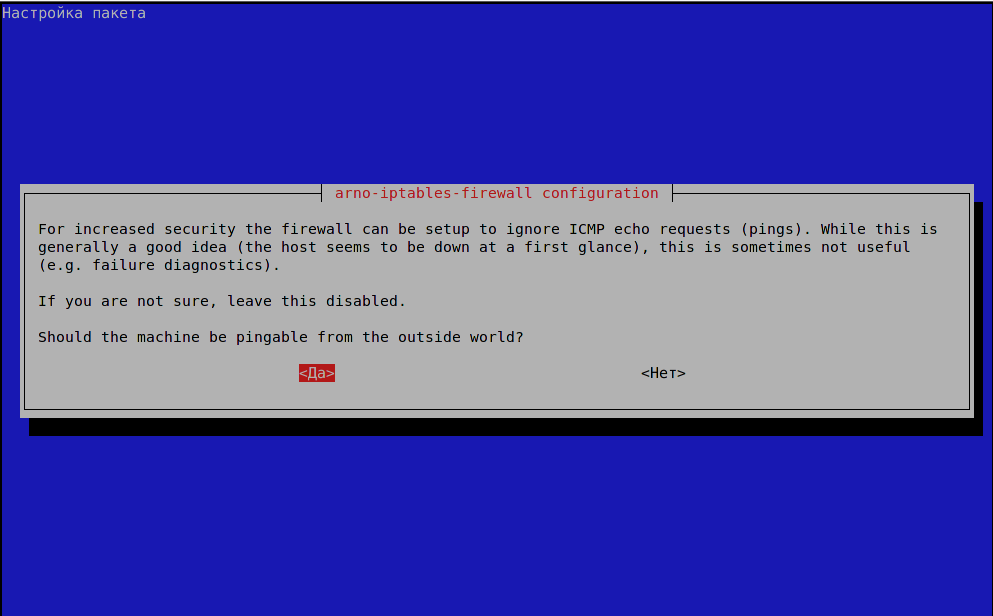 Настройка пакета
arno-iptables-firewall configuration
For increased security the firewall can be setup to ignore ICMP echo requests (pings). While this is
generally a good idea (the host seems to be down at a first glance), this is sometimes not useful
(e.g. failure diagnostics).
If you are not sure, leave this disabled.
Should the machine be pingable from the outside world?
<Да> <Нет>